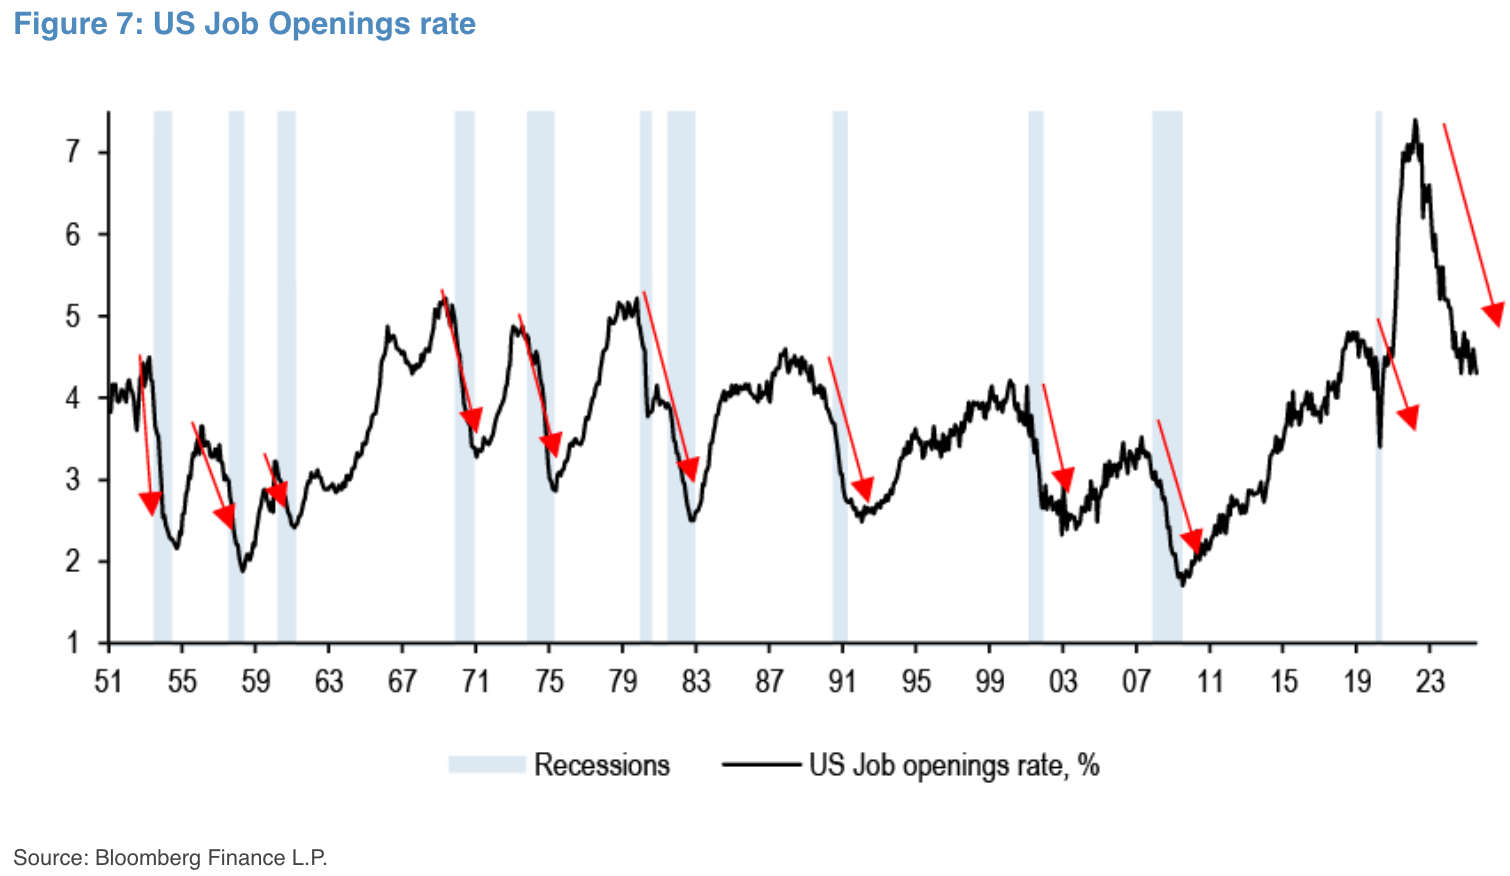 Figure 7: US Job Openings rate
7
6
5
4
3
2
1
51 55 59 63 67 71 75 79 83 87 91 95 99 03 07 11 15 19 23
Recessions US Job openings rate, %
Source: Bloomberg Finance L.P.